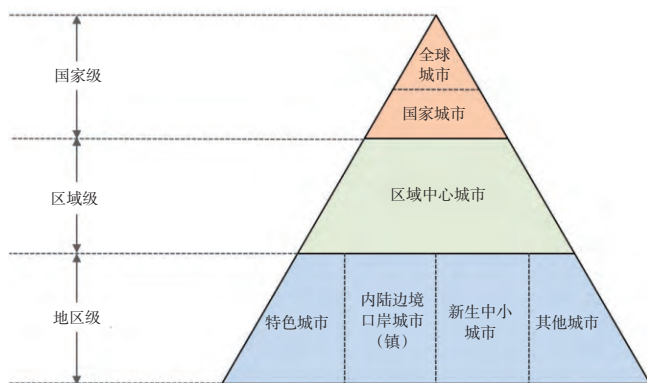 全球
城市
国家级
国家城市
区域级
区域中心城市
地区级
特色城市
内陆边境
口岸城市
（镇）
新生中小
城市
其他城市